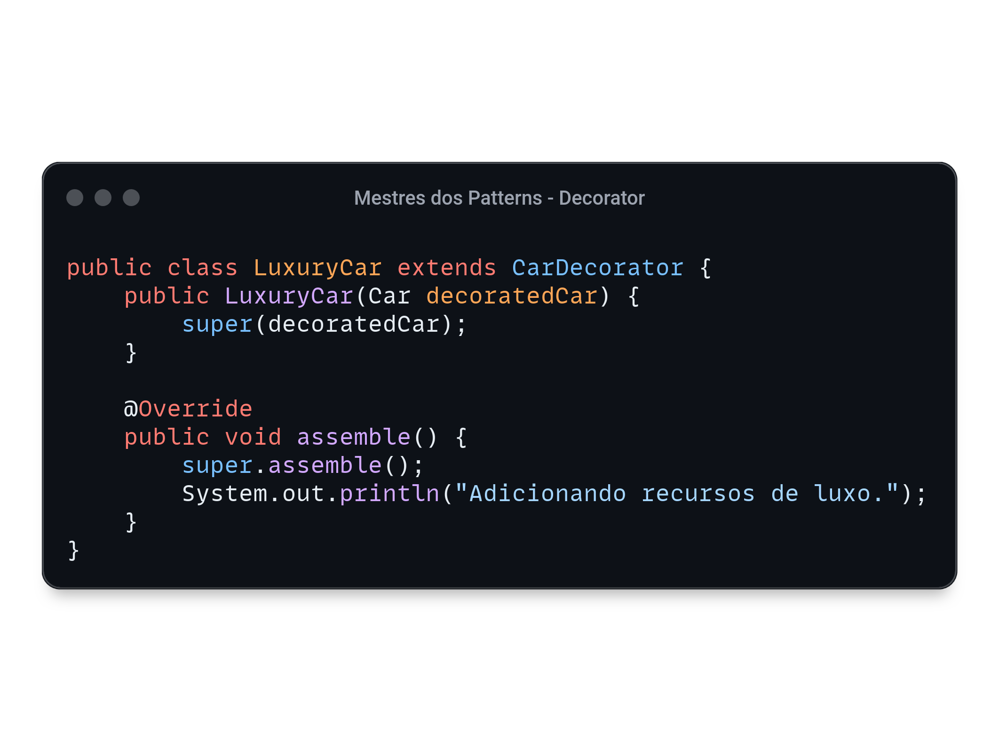 Mestres dos Patterns - Decorator
public class LuxuryCar extends CarDecorator {
    public LuxuryCar(Car decoratedCar) {
        super(decoratedCar);
    }
    @Override
    public void assemble() {
        super.assemble();
        System.out.println("Adicionando recursos de luxo.");
    }
}